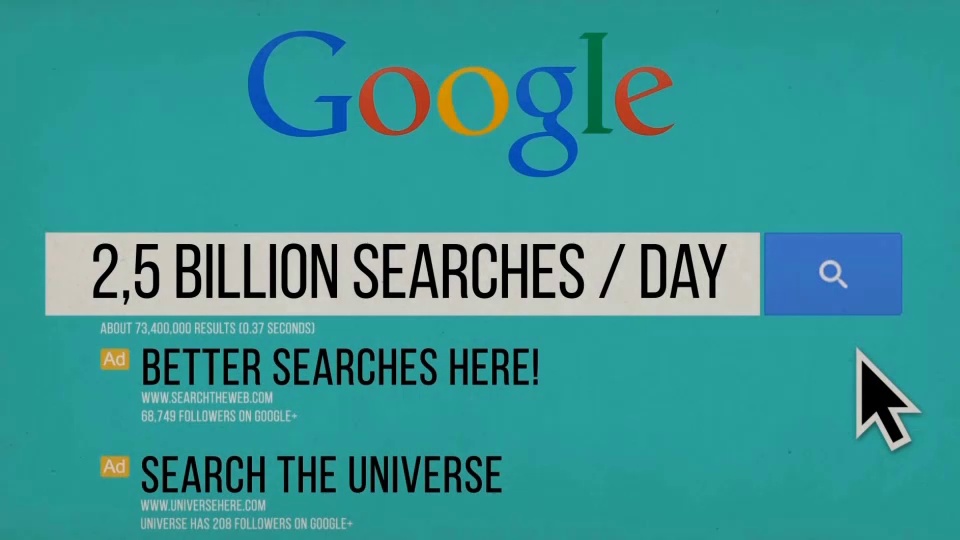 Google
2,5 BILLION SEARCHES / DAY
ABOUT 73,400,000 RESULTS (0.37 SECONDS)
Ad BETTER SEARCHES HERE!
WWW.SEARCHTHEWEB.COM
68,749 FOLLOWERS ON GOOGLE+
Ad SEARCH THE UNIVERSE
WWW.UNIVERSEHERE.COM
UNIVERSE HAS 208 FOLLOWERS ON GOOGLE+